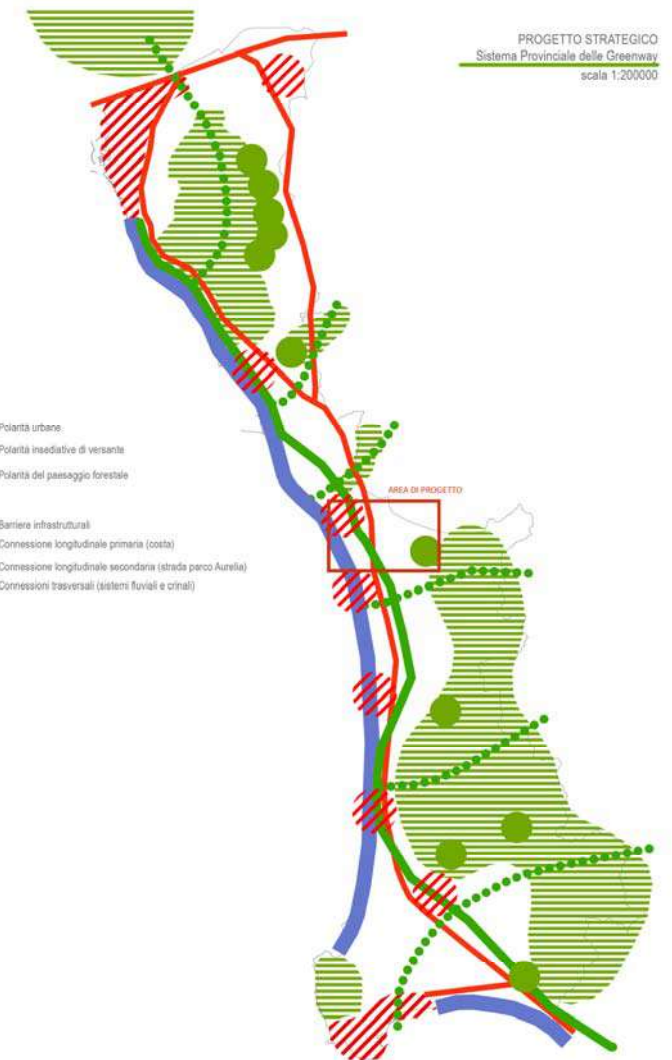 PROGETTO STRATEGICO
Sistema Provinciale delle Greenway
scala 1:200000
Polarità urbane
Polarità insediative di versante
Polarità del paesaggio forestale
AREA DI PROGETTO
Barriere infrastrutturali
Connessione longitudinale primaria (costa)
Connessione longitudinale secondaria (strada parco Aurelia)
Connessioni trasversali (sistemi fluviali e crinali)